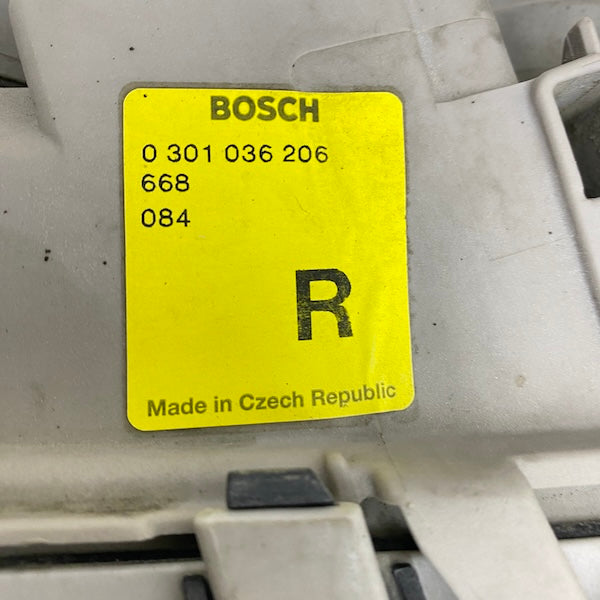 BOSCH
0 301 036 206
668
084
R
Made in Czech Republic